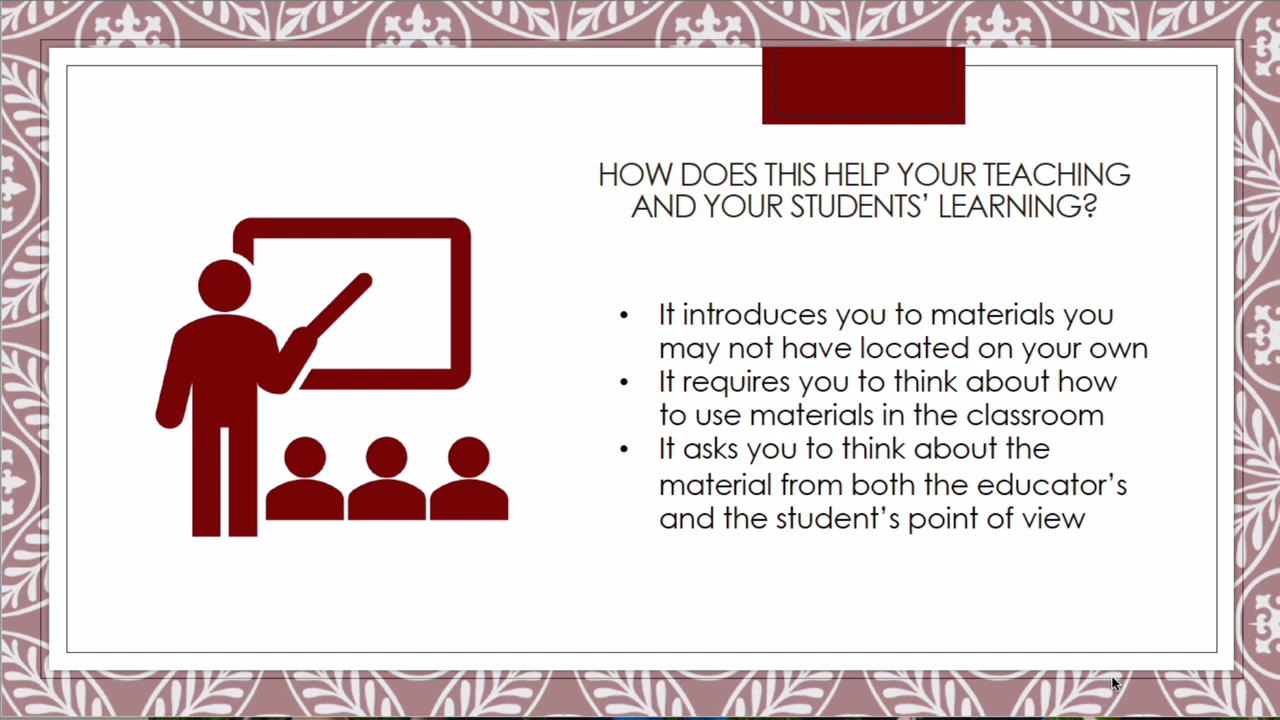 HOW DOES THIS HELP YOUR TEACHING
AND YOUR STUDENTS’ LEARNING?
• It introduces you to materials you
may not have located on your own
• It requires you to think about how
to use materials in the classroom
• It asks you to think about the
material from both the educator’s
and the student’s point of view